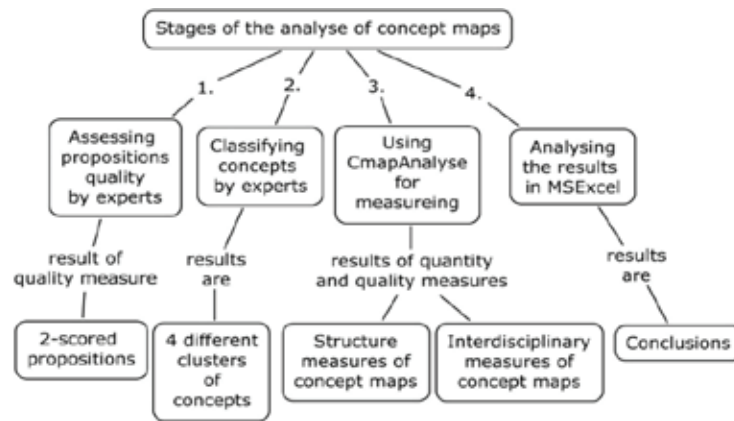 Stages of the analyse of concept maps
1.
2.
3.
4.
Assessing
propositions
quality
by experts
Classifying
concepts
by experts
Using
CmapAnalyse
for
measureing
Analysing
the results
in MSExcel
result of
quality measure
results
are
results of quantity
and quality measures
results
are
2-scored
propositions
4 different
clusters
of
concepts
Structure
measures of
concept maps
Interdisciplinary
measures of
concept maps
Conclusions